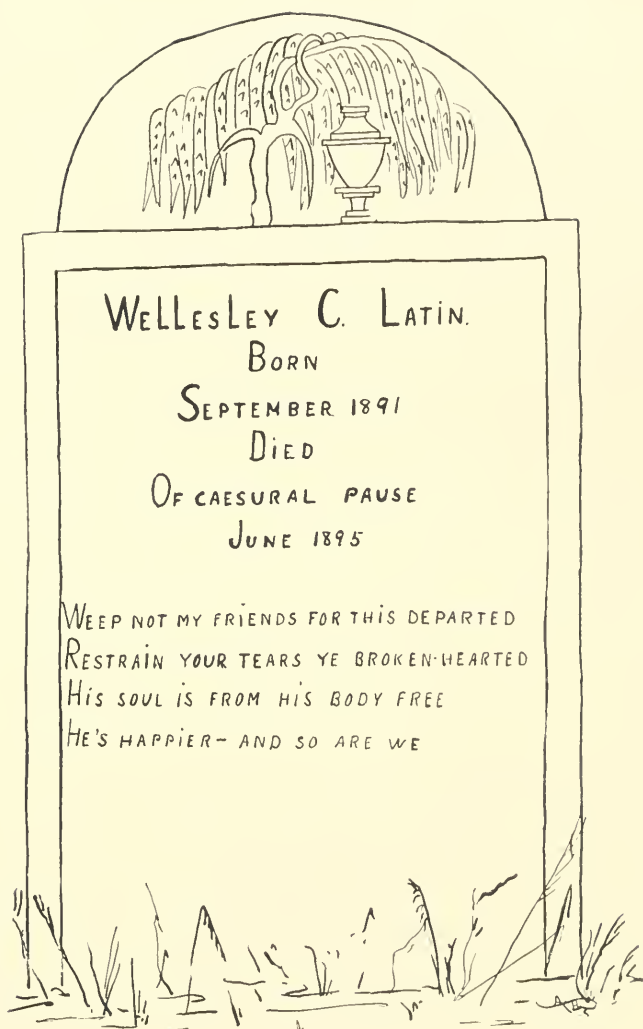 WELLESLEY C. LATIN.
BORN
SEPTEMBER 1891
DIED
OF CAESURAL PAUSE
JUNE 1895
WEEP NOT MY FRIENDS FOR THIS DEPARTED
RESTRAIN YOUR TEARS YE BROKEN-HEARTED
HIS SOUL IS FROM HIS BODY FREE
HE'S HAPPIER- AND SO ARE WE